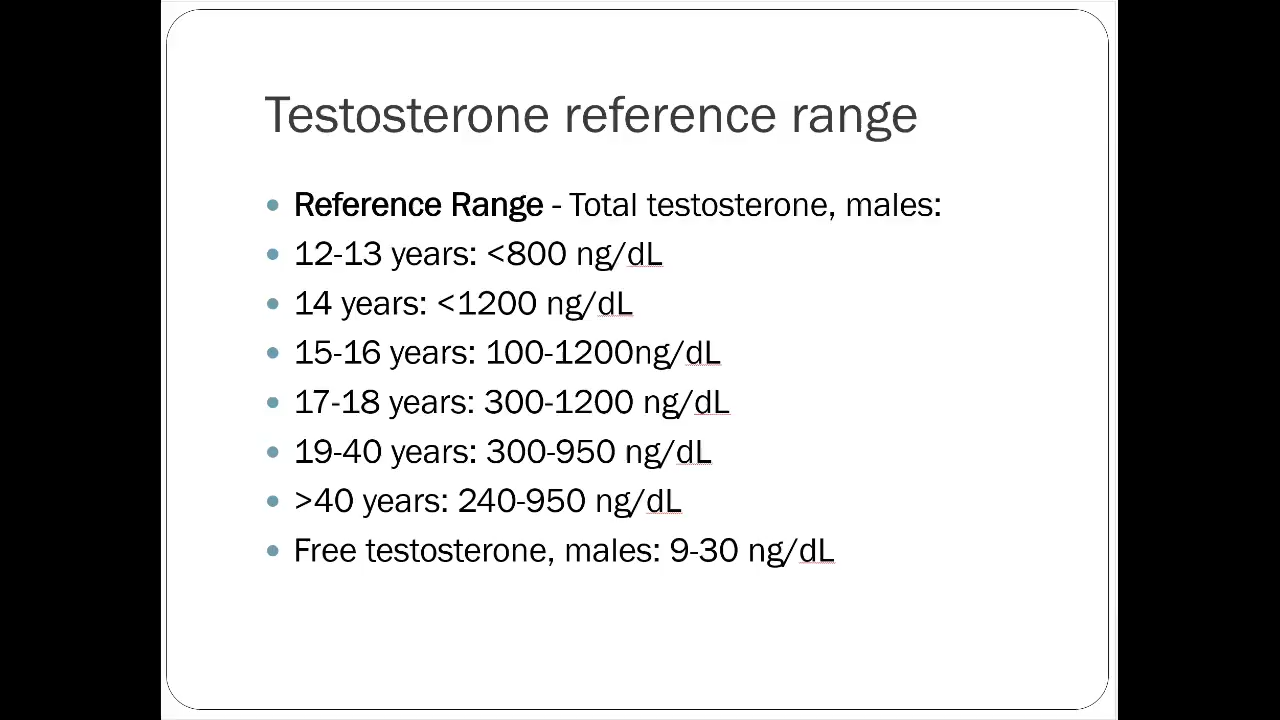 Testosterone reference range
Reference Range - Total testosterone, males:
12-13 years: <800 ng/dL
14 years: <1200 ng/dL
15-16 years: 100-1200ng/dL
17-18 years: 300-1200 ng/dL
19-40 years: 300-950 ng/dL
>40 years: 240-950 ng/dL
Free testosterone, males: 9-30 ng/dL